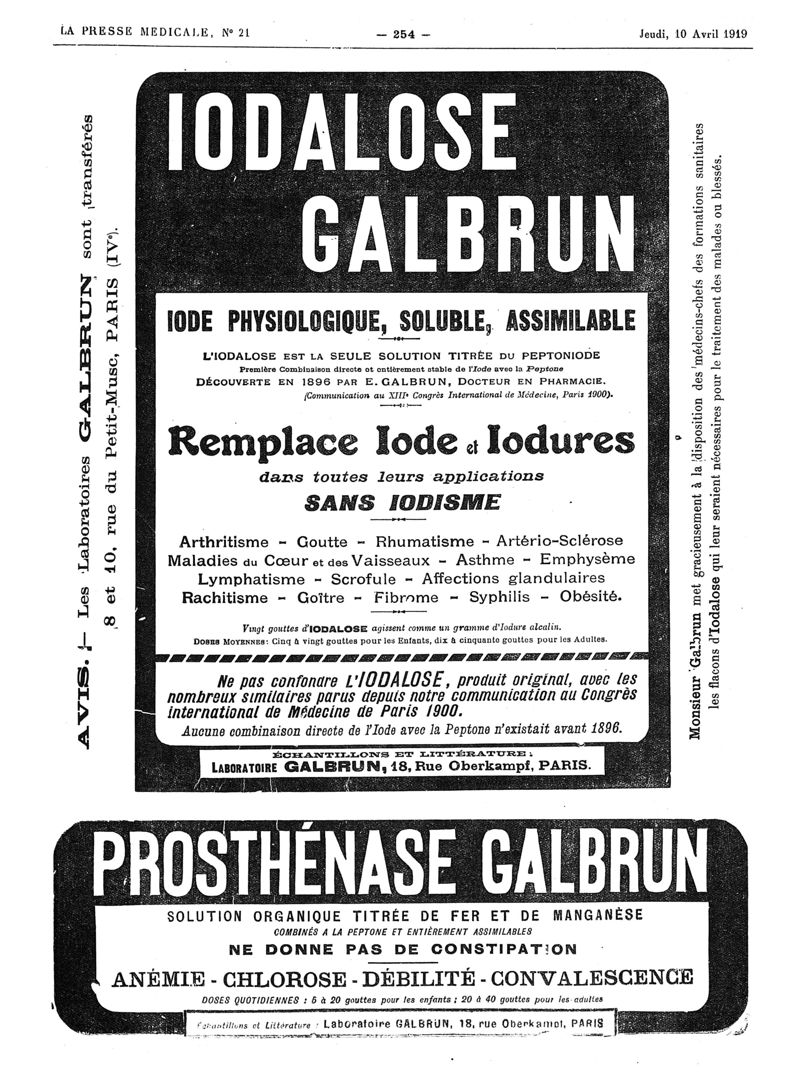 LA PRESSE MEDICALE, N° 21
— 254 —
Jeudi, 10 Avril 1919
AVIS. — Les Laboratoires GALBRUN sont transférés
8 et 10, rue du Petit-Musc, PARIS (IVe).
IODALOSE
GALBRUN
IODE PHYSIOLOGIQUE, SOLUBLE, ASSIMILABLE
L'IODALOSE EST LA SEULE SOLUTION TITRÉE DU PEPTONIODE
Première Combinaison directe et entièrement stable de l'Iode avec la Peptone
DÉCOUVERTE EN 1896 PAR E. GALBRUN, DOCTEUR EN PHARMACIE.
(Communication au XIIIe Congrès International de Médecine, Paris 1900).
Remplace Iode et Iodures
dans toutes leurs applications
SANS IODISME
Arthritisme - Goutte - Rhumatisme - Artério-Sclérose
Maladies du Cœur et des Vaisseaux - Asthme - Emphysème
Lymphatisme - Scrofule - Affections glandulaires
Rachitisme - Goître - Fibrome - Syphilis - Obésité.
Vingt gouttes d'IODALOSE agissent comme un gramme d'Iodure alcalin.
DOSES MOYENNES: Cinq à vingt gouttes pour les Enfants, dix à cinquante gouttes pour les Adultes.
Ne pas confondre L'IODALOSE, produit original, avec les
nombreux similaires parus depuis notre communication au Congrès
international de Médecine de Paris 1900.
Aucune combinaison directe de l'Iode avec la Peptone n'existait avant 1896.
ÉCHANTILLONS ET LITTÉRATURE:
LABORATOIRE GALBRUN, 18, Rue Oberkampf, PARIS.
Monsieur Galbrun met gracieusement à la disposition des médecins-chefs des formations sanitaires
les flacons d'Iodalose qui leur seraient nécessaires pour le traitement des malades ou blessés.
PROSTHÉNASE GALBRUN
SOLUTION ORGANIQUE TITRÉE DE FER ET DE MANGANÈSE
COMBINÉS A LA PEPTONE ET ENTIÈREMENT ASSIMILABLES
NE DONNE PAS DE CONSTIPATION
ANÉMIE - CHLOROSE - DÉBILITÉ - CONVALESCENCE
DOSES QUOTIDIENNES : 5 à 20 gouttes pour les enfants ; 20 à 40 gouttes pour les adultes
Échantillons et Littérature : Laboratoire GALBRUN, 18, rue Oberkampf, PARIS